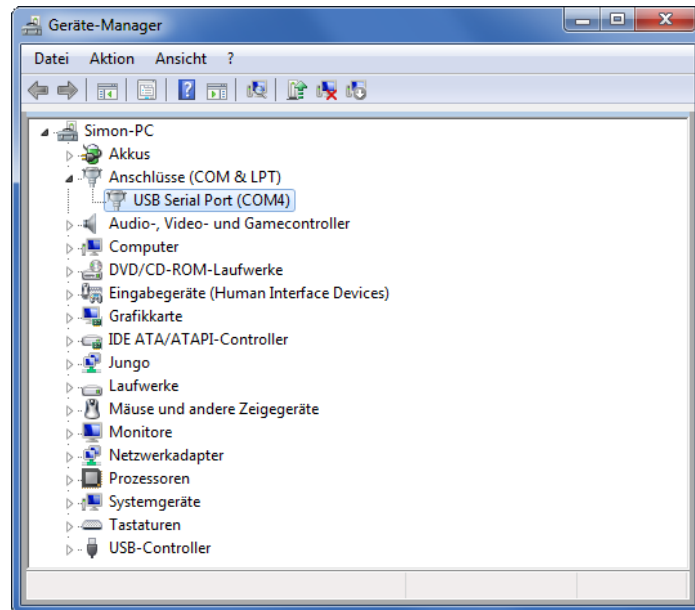 Geräte-Manager
Datei Aktion Ansicht ?
Simon-PC
Akkus
Anschlüsse (COM & LPT)
USB Serial Port (COM4)
Audio-, Video- und Gamecontroller
Computer
DVD/CD-ROM-Laufwerke
Eingabegeräte (Human Interface Devices)
Grafikkarte
IDE ATA/ATAPI-Controller
Jungo
Laufwerke
Mäuse und andere Zeigegeräte
Monitore
Netzwerkadapter
Prozessoren
Systemgeräte
Tastaturen
USB-Controller